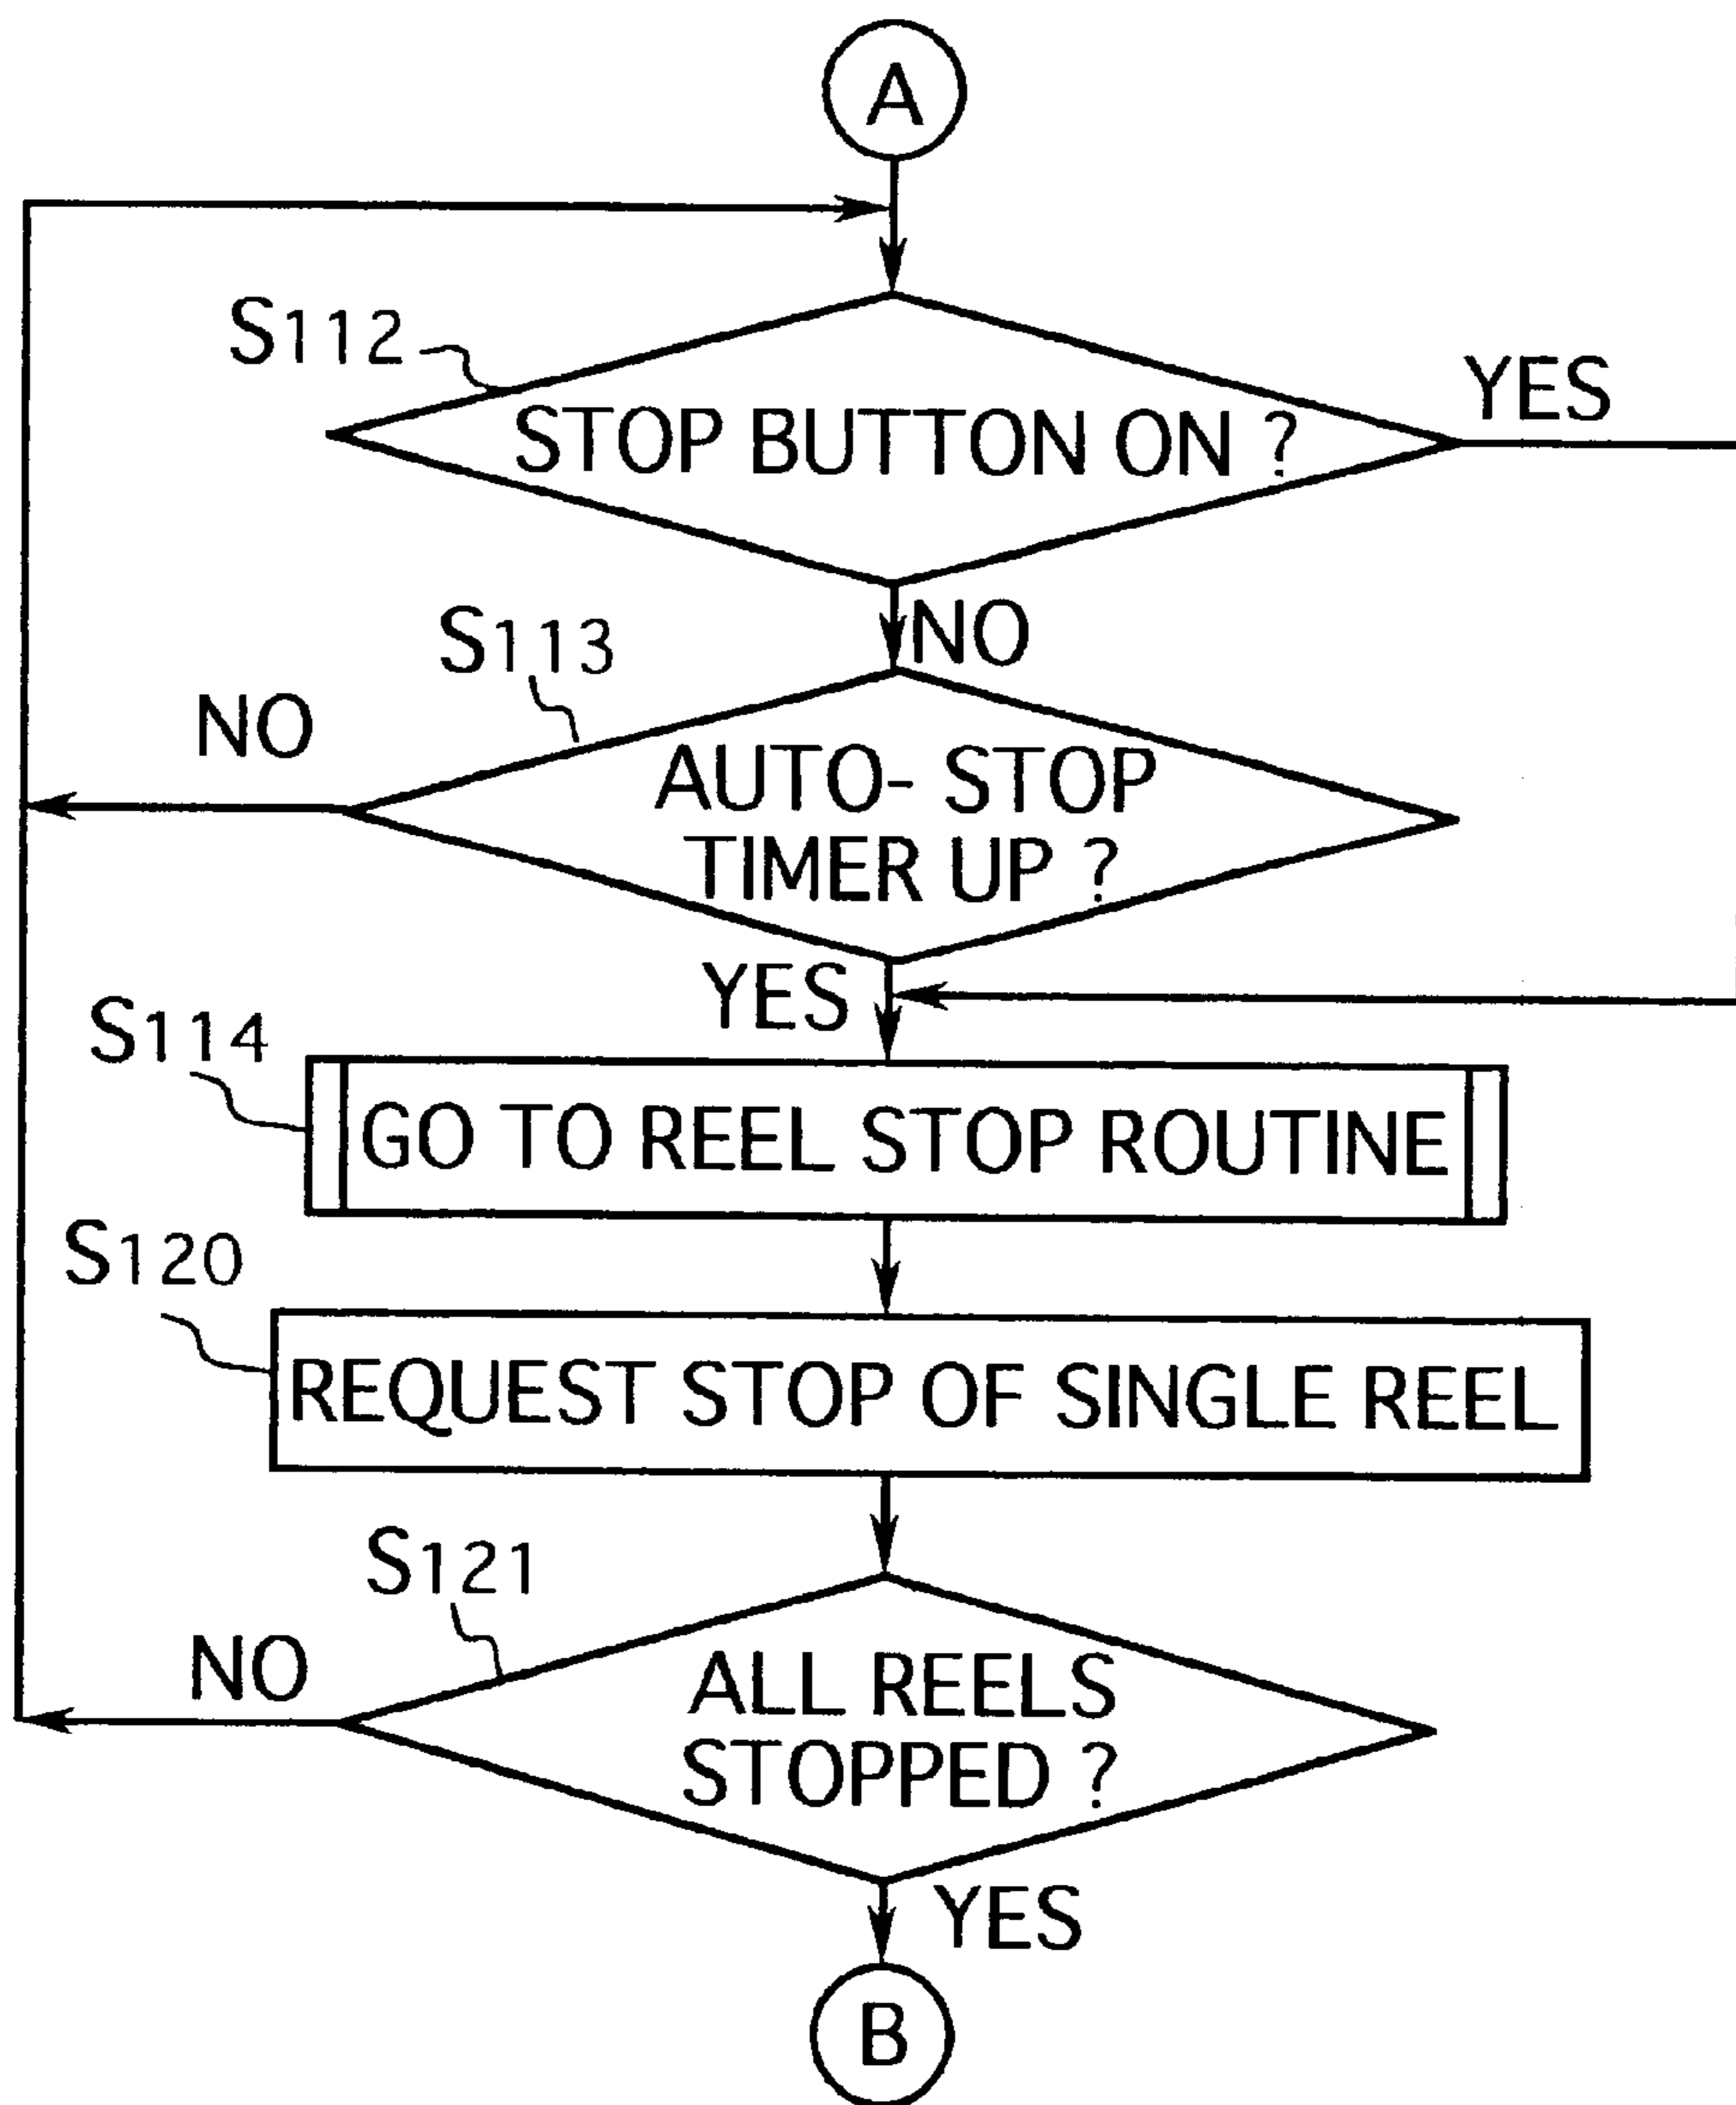 A
S112
STOP BUTTON ON ?
YES
NO
S113
NO
AUTO- STOP
TIMER UP ?
YES
S114
GO TO REEL STOP ROUTINE
S120
REQUEST STOP OF SINGLE REEL
S121
NO
ALL REELS
STOPPED ?
YES
B